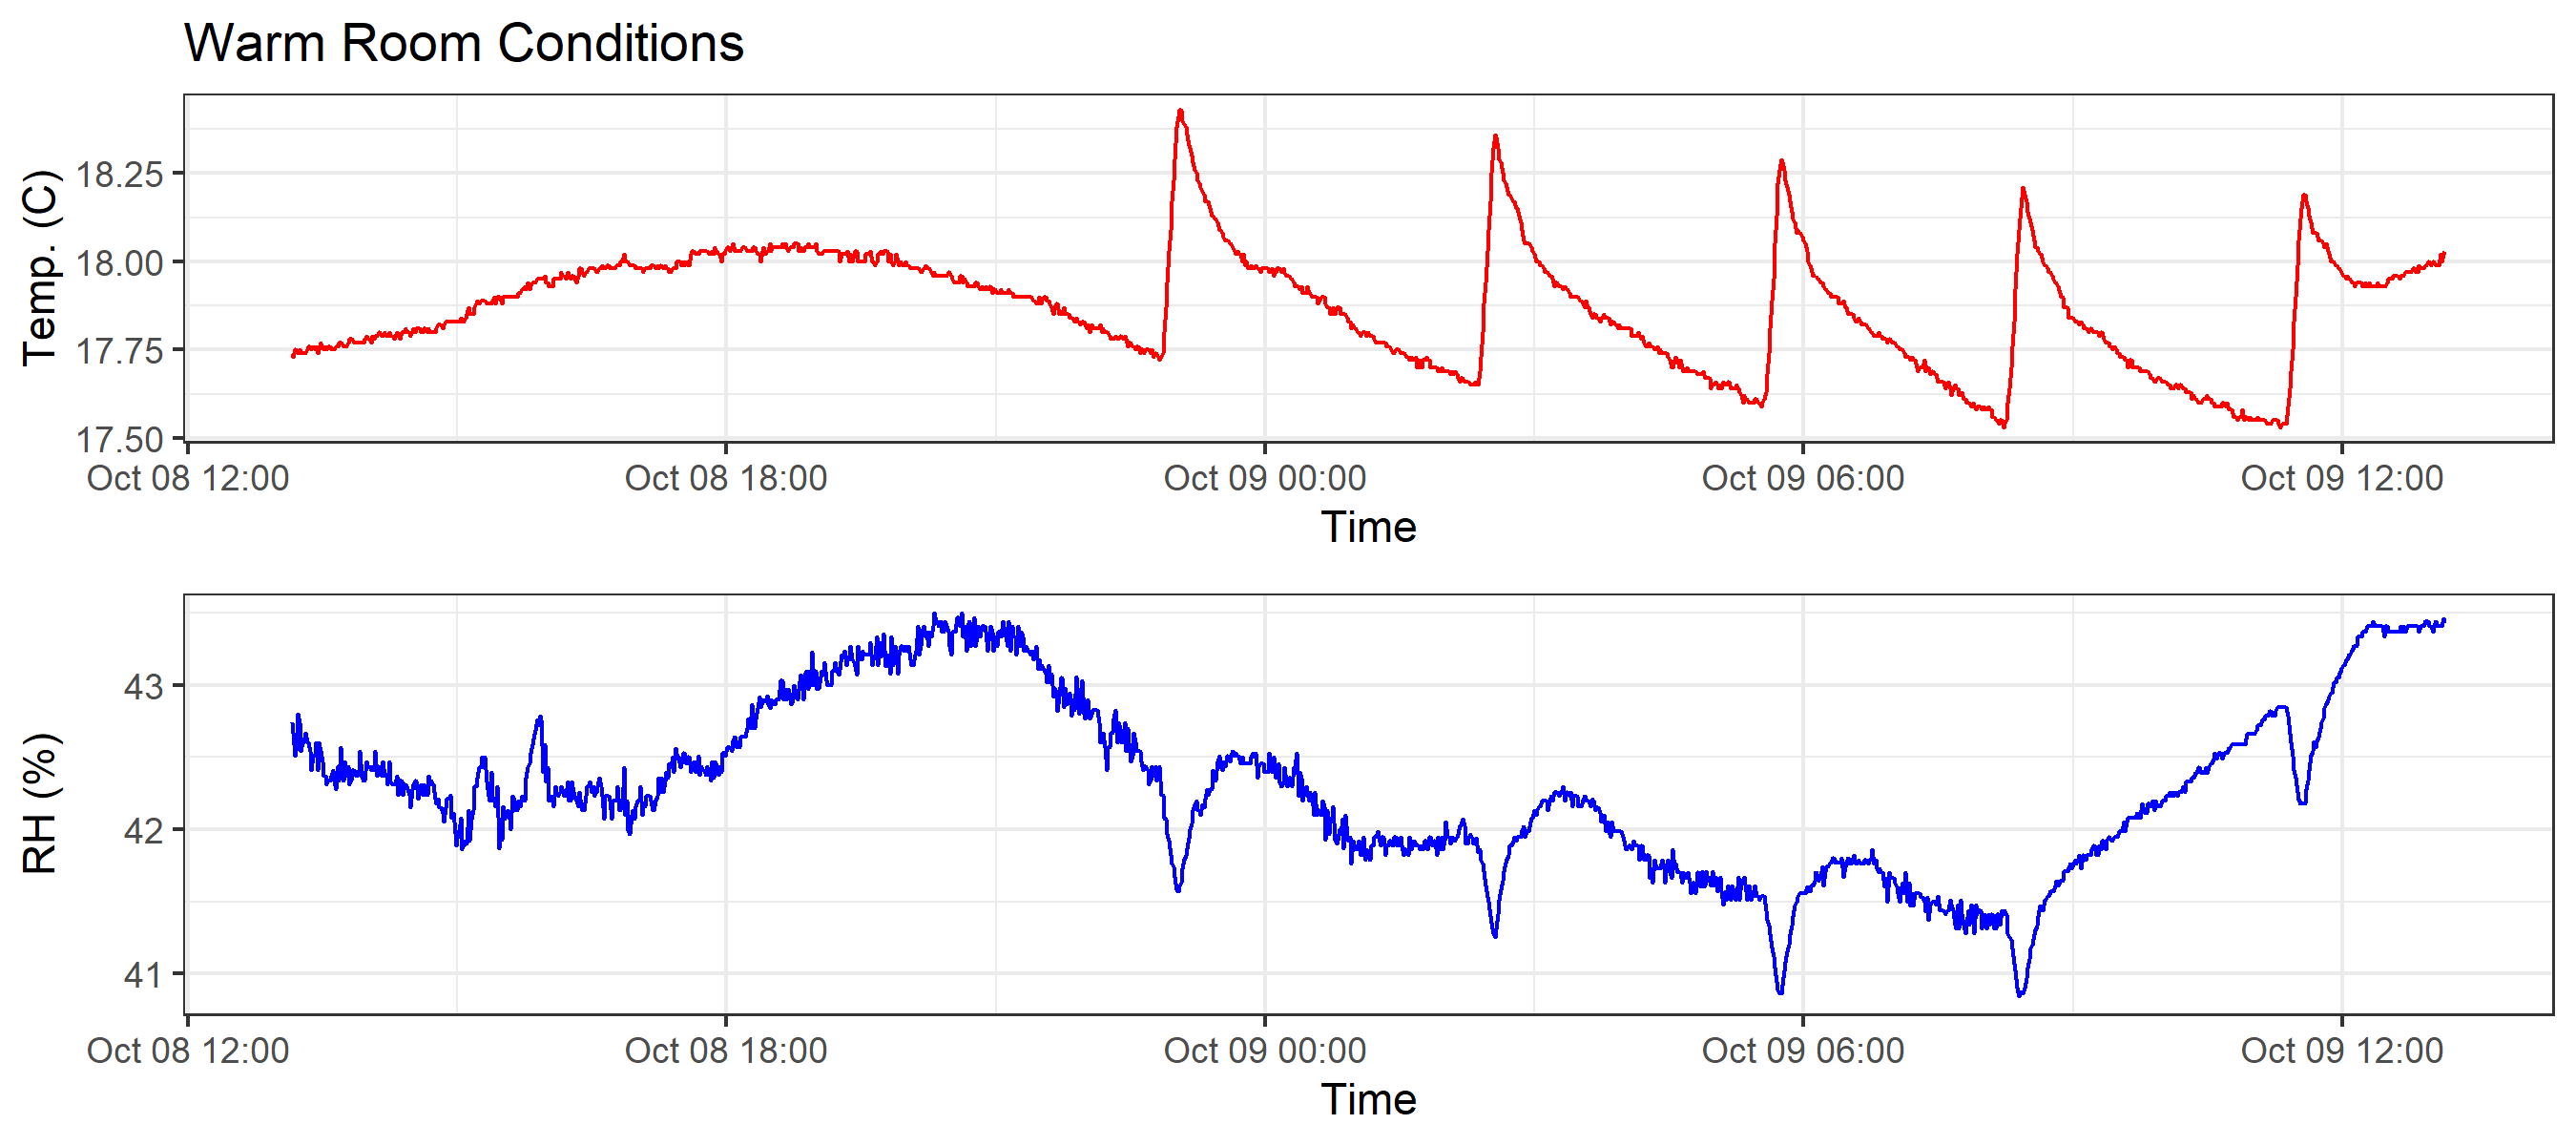 Warm Room Conditions
Temp. (C)
18.25
18.00
17.75
17.50
Oct 08 12:00 Oct 08 18:00 Oct 09 00:00 Oct 09 06:00 Oct 09 12:00
Time
RH (%)
43
42
41
Oct 08 12:00 Oct 08 18:00 Oct 09 00:00 Oct 09 06:00 Oct 09 12:00
Time